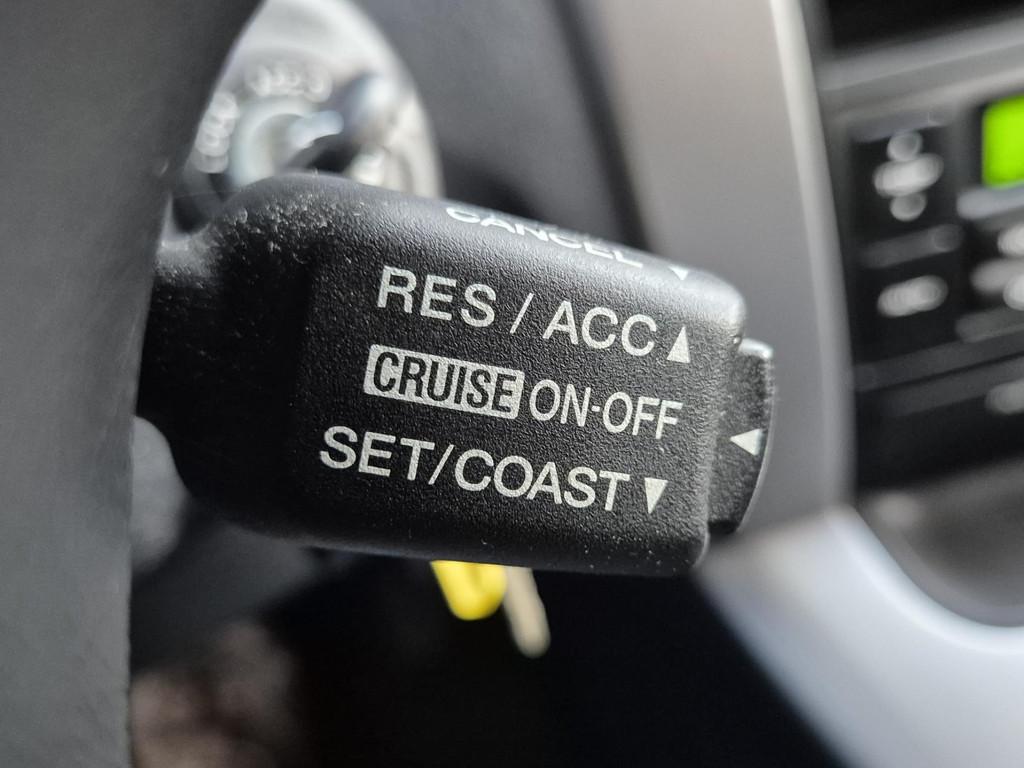 CANCEL ▼
RES / ACC ▲
CRUISE ON-OFF
SET/COAST ▼